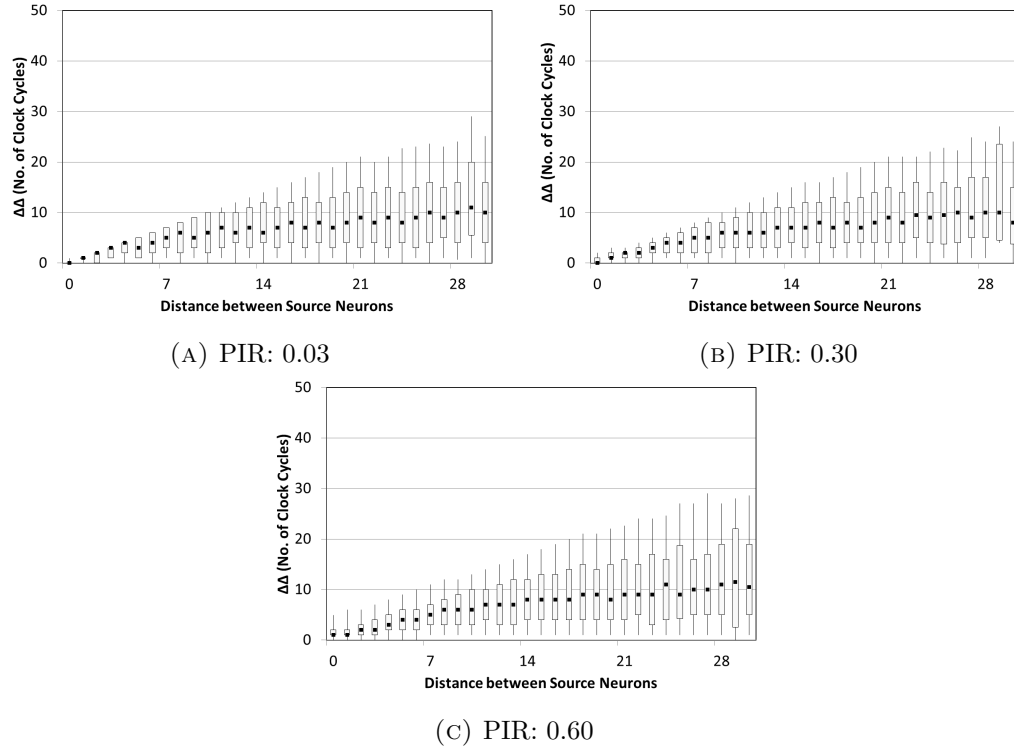 50
40
30
20
10
0
ΔΔ (No. of Clock Cycles)
0 7 14 21 28
Distance between Source Neurons
(A) PIR: 0.03
50
40
30
20
10
0
ΔΔ (No. of Clock Cycles)
0 7 14 21 28
Distance between Source Neurons
(B) PIR: 0.30
50
40
30
20
10
0
ΔΔ (No. of Clock Cycles)
0 7 14 21 28
Distance between Source Neurons
(C) PIR: 0.60